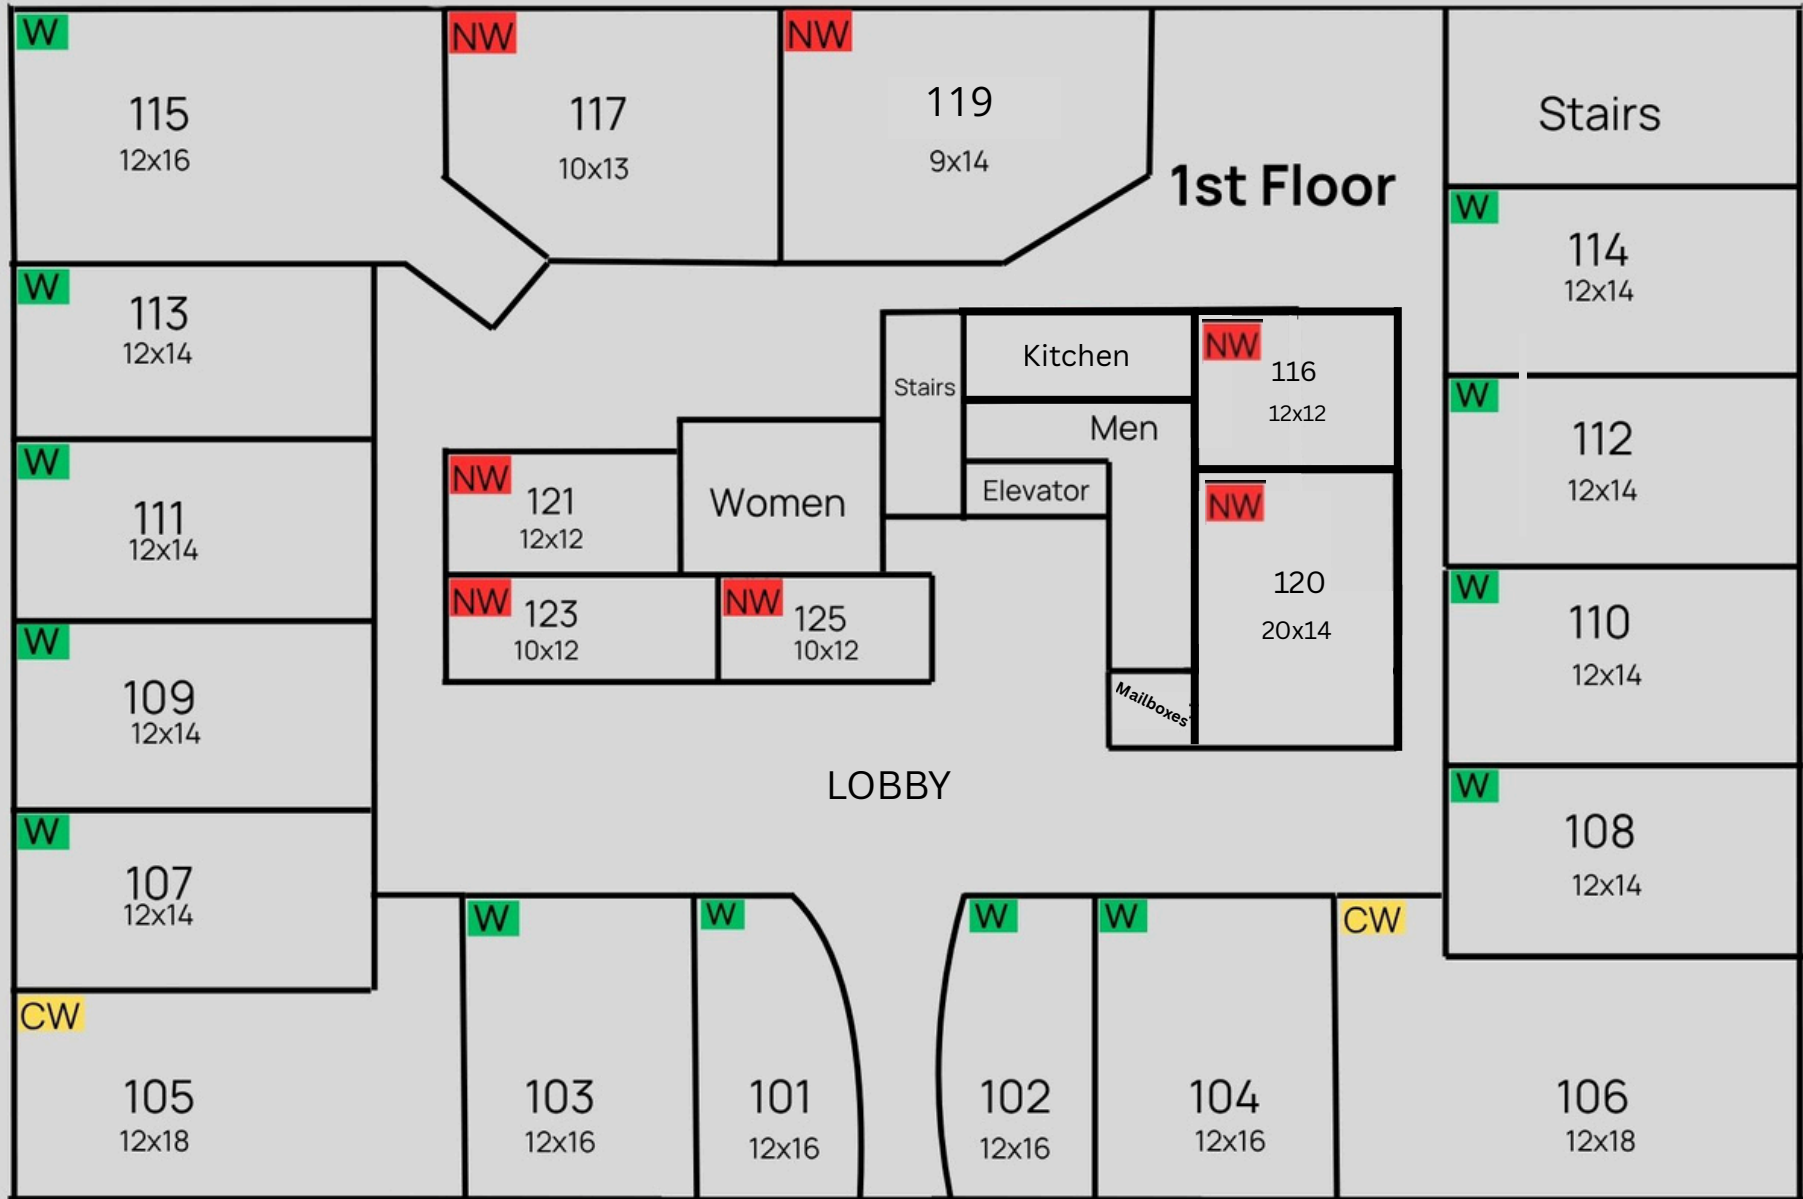 W
115
12x16
NW
117
10x13
NW
119
9x14
1st Floor
Stairs
W
113
12x14
W
114
12x14
Stairs
Kitchen
Men
Elevator
NW
116
12x12
W
112
12x14
W
111
12x14
NW
121
12x12
Women
NW
120
20x14
NW
123
10x12
NW
125
10x12
W
110
12x14
W
109
12x14
Mailboxes
LOBBY
W
108
12x14
W
107
12x14
CW
105
12x18
W
103
12x16
W
101
12x16
W
102
12x16
W
104
12x16
CW
106
12x18